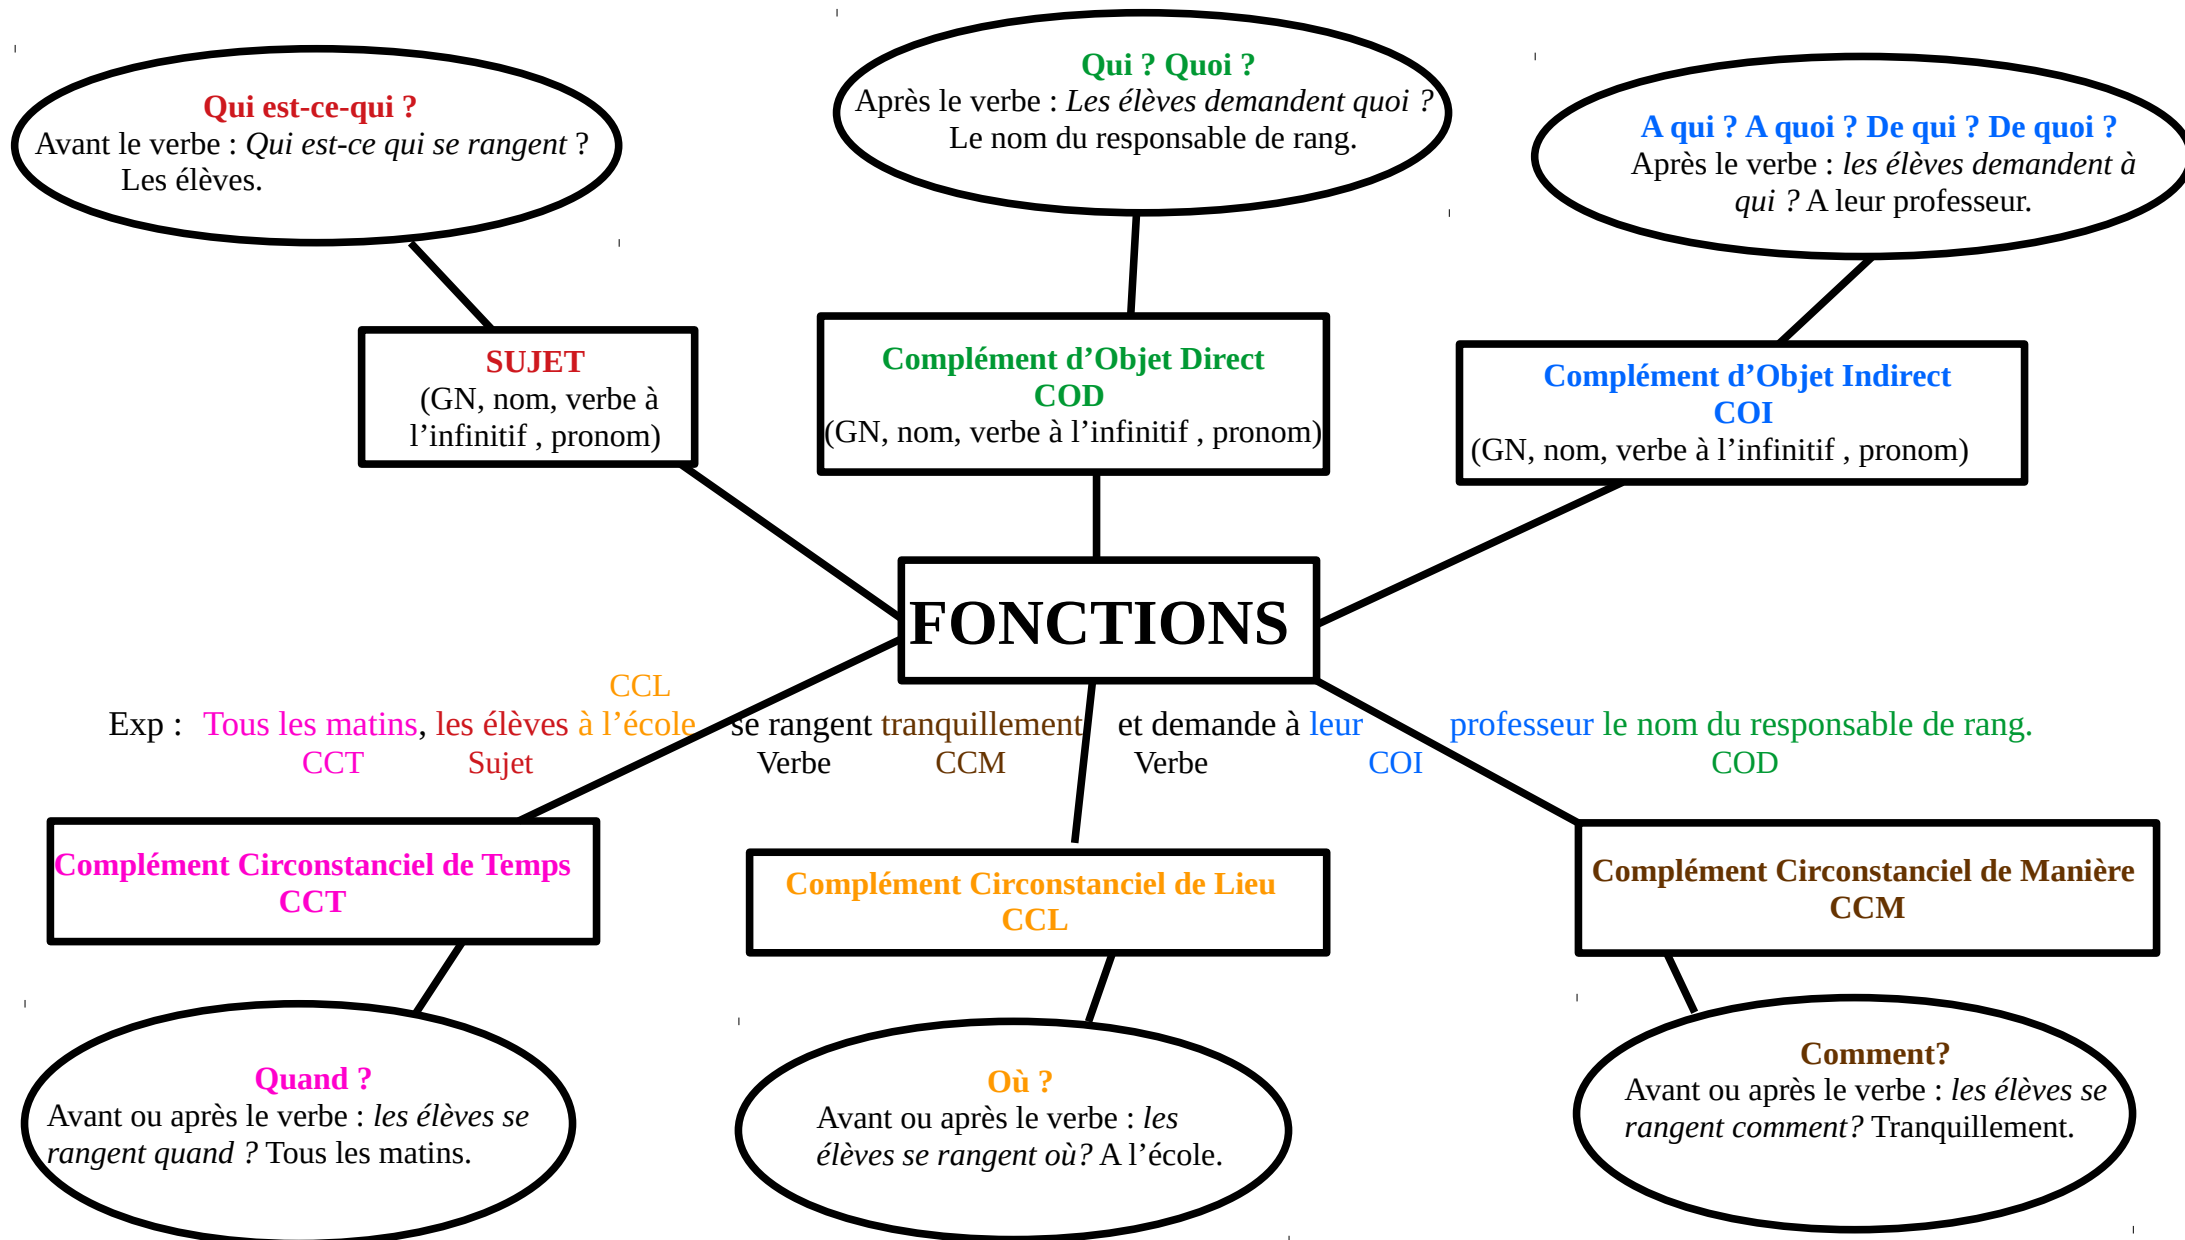 Qui est-ce-qui ?
Avant le verbe : Qui est-ce qui se rangent ?
Les élèves.
Qui ? Quoi ?
Après le verbe : Les élèves demandent quoi ?
Le nom du responsable de rang.
A qui ? A quoi ? De qui ? De quoi ?
Après le verbe : les élèves demandent à
qui ? A leur professeur.
SUJET
(GN, nom, verbe à
l’infinitif , pronom)
Complément d’Objet Direct
COD
(GN, nom, verbe à l’infinitif , pronom)
Complément d’Objet Indirect
COI
(GN, nom, verbe à l’infinitif , pronom)
FONCTIONS
CCL
Exp : Tous les matins, les élèves à l’école se rangent tranquillement et demande à leur professeur le nom du responsable de rang.
CCT Sujet Verbe CCM Verbe COI COD
Complément Circonstanciel de Temps
CCT
Complément Circonstanciel de Lieu
CCL
Complément Circonstanciel de Manière
CCM
Quand ?
Avant ou après le verbe : les élèves se
rangent quand ? Tous les matins.
Où ?
Avant ou après le verbe : les
élèves se rangent où? A l’école.
Comment?
Avant ou après le verbe : les élèves se
rangent comment? Tranquillement.